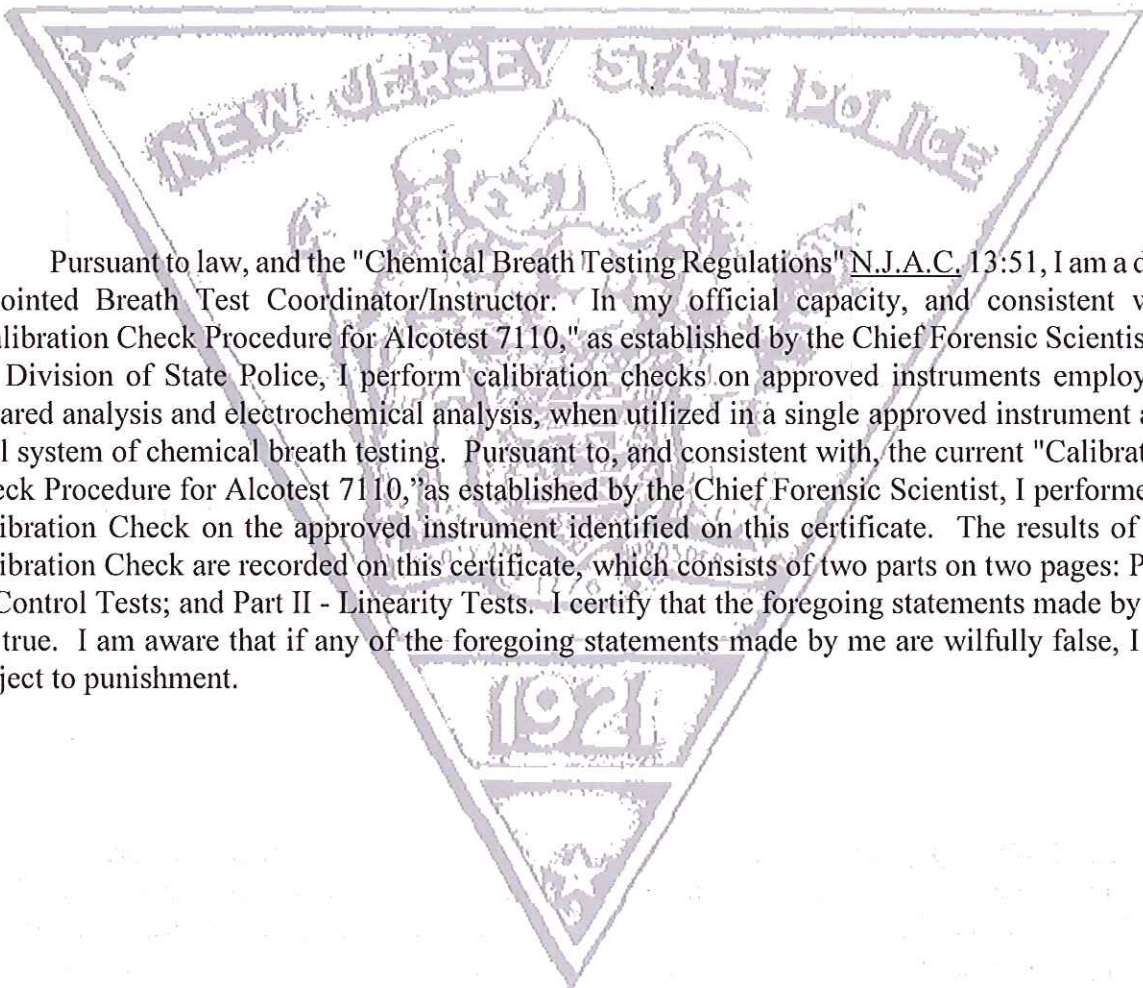 NEW JERSEY STATE POLICE
Pursuant to law, and the "Chemical Breath Testing Regulations" N.J.A.C. 13:51, I am a d
ointed Breath Test Coordinator/Instructor. In my official capacity, and consistent w
alibration Check Procedure for Alcotest 7110," as established by the Chief Forensic Scientis
Division of State Police, I perform calibration checks on approved instruments employ
ared analysis and electrochemical analysis, when utilized in a single approved instrument a
l system of chemical breath testing. Pursuant to, and consistent with, the current "Calibrat
eck Procedure for Alcotest 7110," as established by the Chief Forensic Scientist, I performe
ibration Check on the approved instrument identified on this certificate. The results of
ibration Check are recorded on this certificate, which consists of two parts on two pages: P
Control Tests; and Part II - Linearity Tests. I certify that the foregoing statements made by
true. I am aware that if any of the foregoing statements made by me are wilfully false, I
ject to punishment.
1921